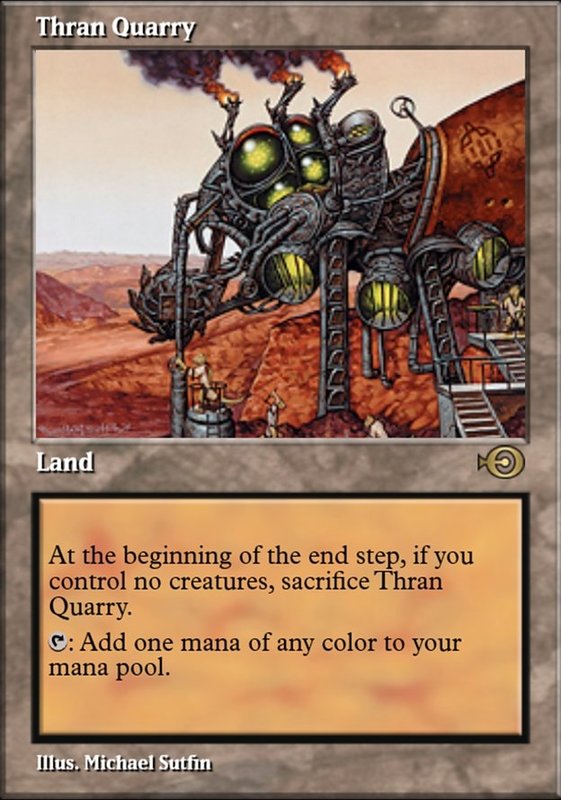 Thran Quarry
Land
At the beginning of the end step, if you
control no creatures, sacrifice Thran
Quarry.
: Add one mana of any color to your
mana pool.
Illus. Michael Sutfin